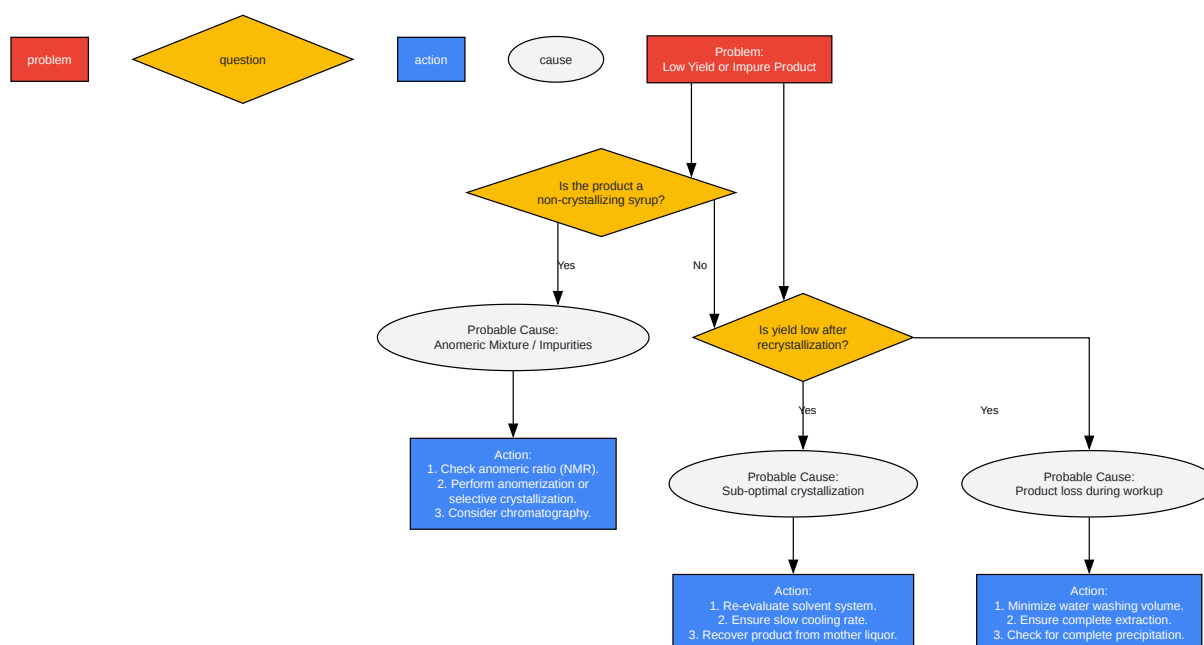 problem
question
action
cause
Problem:
Low Yield or Impure Product
Is the product a
non-crystallizing syrup?
Yes
No
Probable Cause:
Anomeric Mixture / Impurities
Is yield low after
recrystallization?
Yes
Yes
Action:
1. Check anomeric ratio (NMR).
2. Perform anomerization or
selective crystallization.
3. Consider chromatography.
Probable Cause:
Sub-optimal crystallization
Probable Cause:
Product loss during workup
Action:
1. Re-evaluate solvent system.
2. Ensure slow cooling rate.
3. Recover product from mother liquor.
Action:
1. Minimize water washing volume.
2. Ensure complete extraction.
3. Check for complete precipitation.